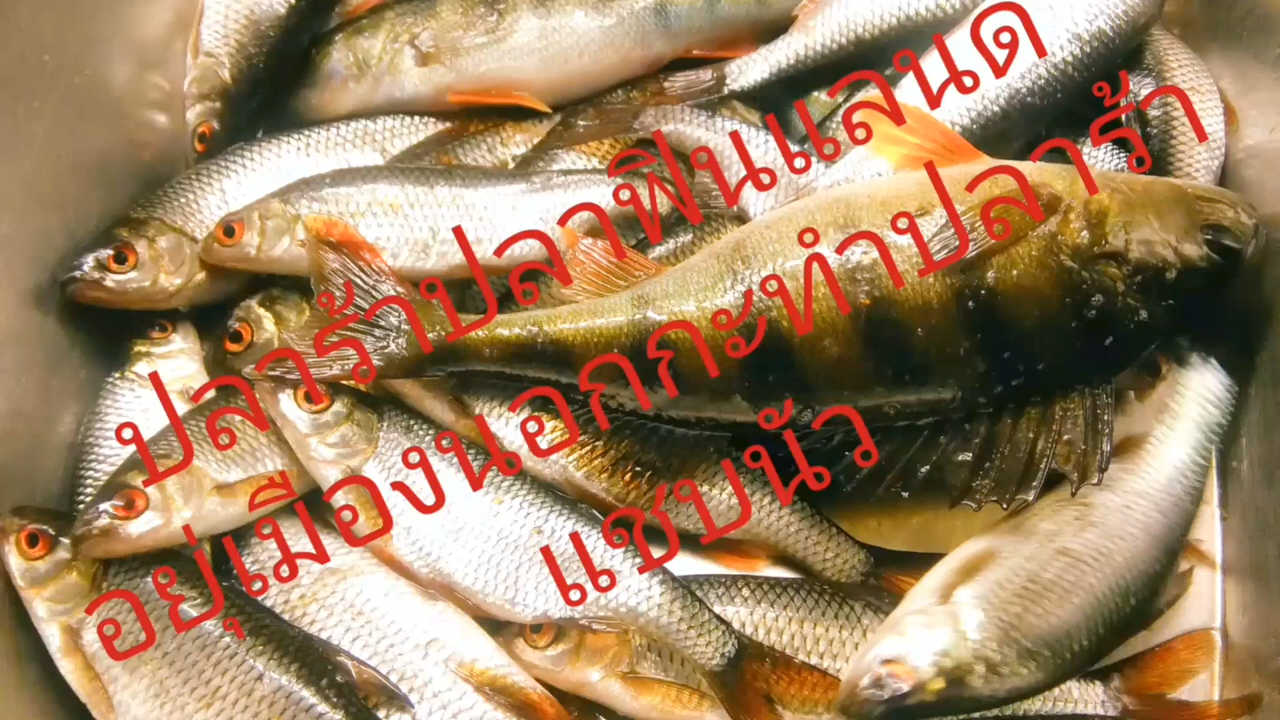 ปลาร้าปลาฟินแลนด
อยุ่เมืองนอกกะทำปลาร้า
แชบนัว